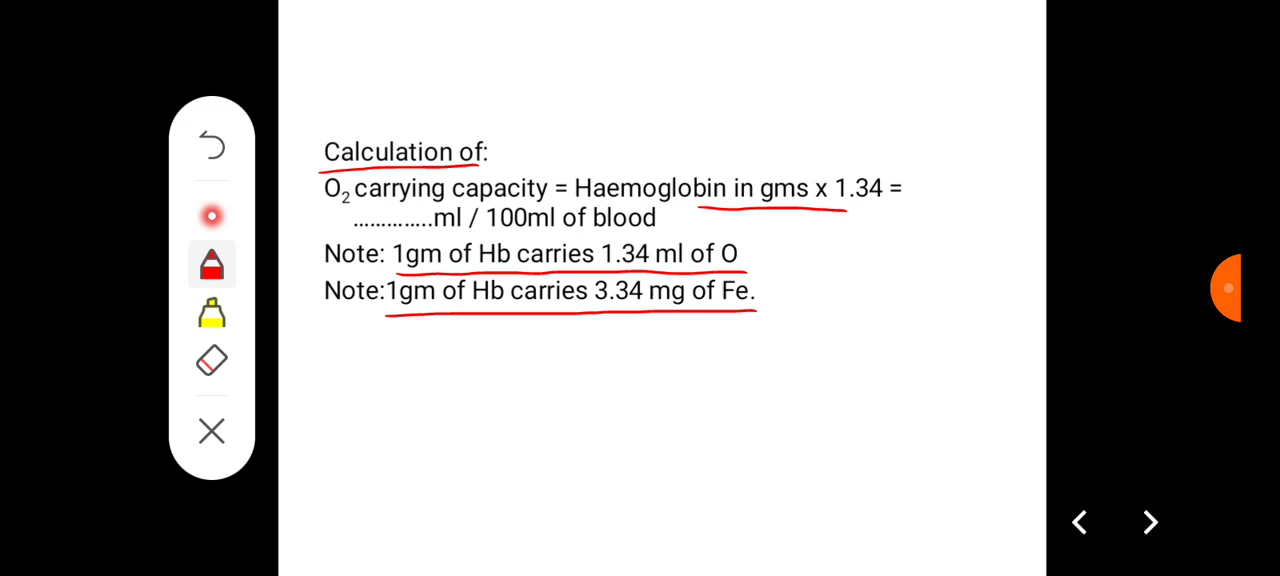 Calculation of:
O₂ carrying capacity = Haemoglobin in gms x 1.34 =
..............ml / 100ml of blood
Note: 1gm of Hb carries 1.34 ml of O
Note:1gm of Hb carries 3.34 mg of Fe.